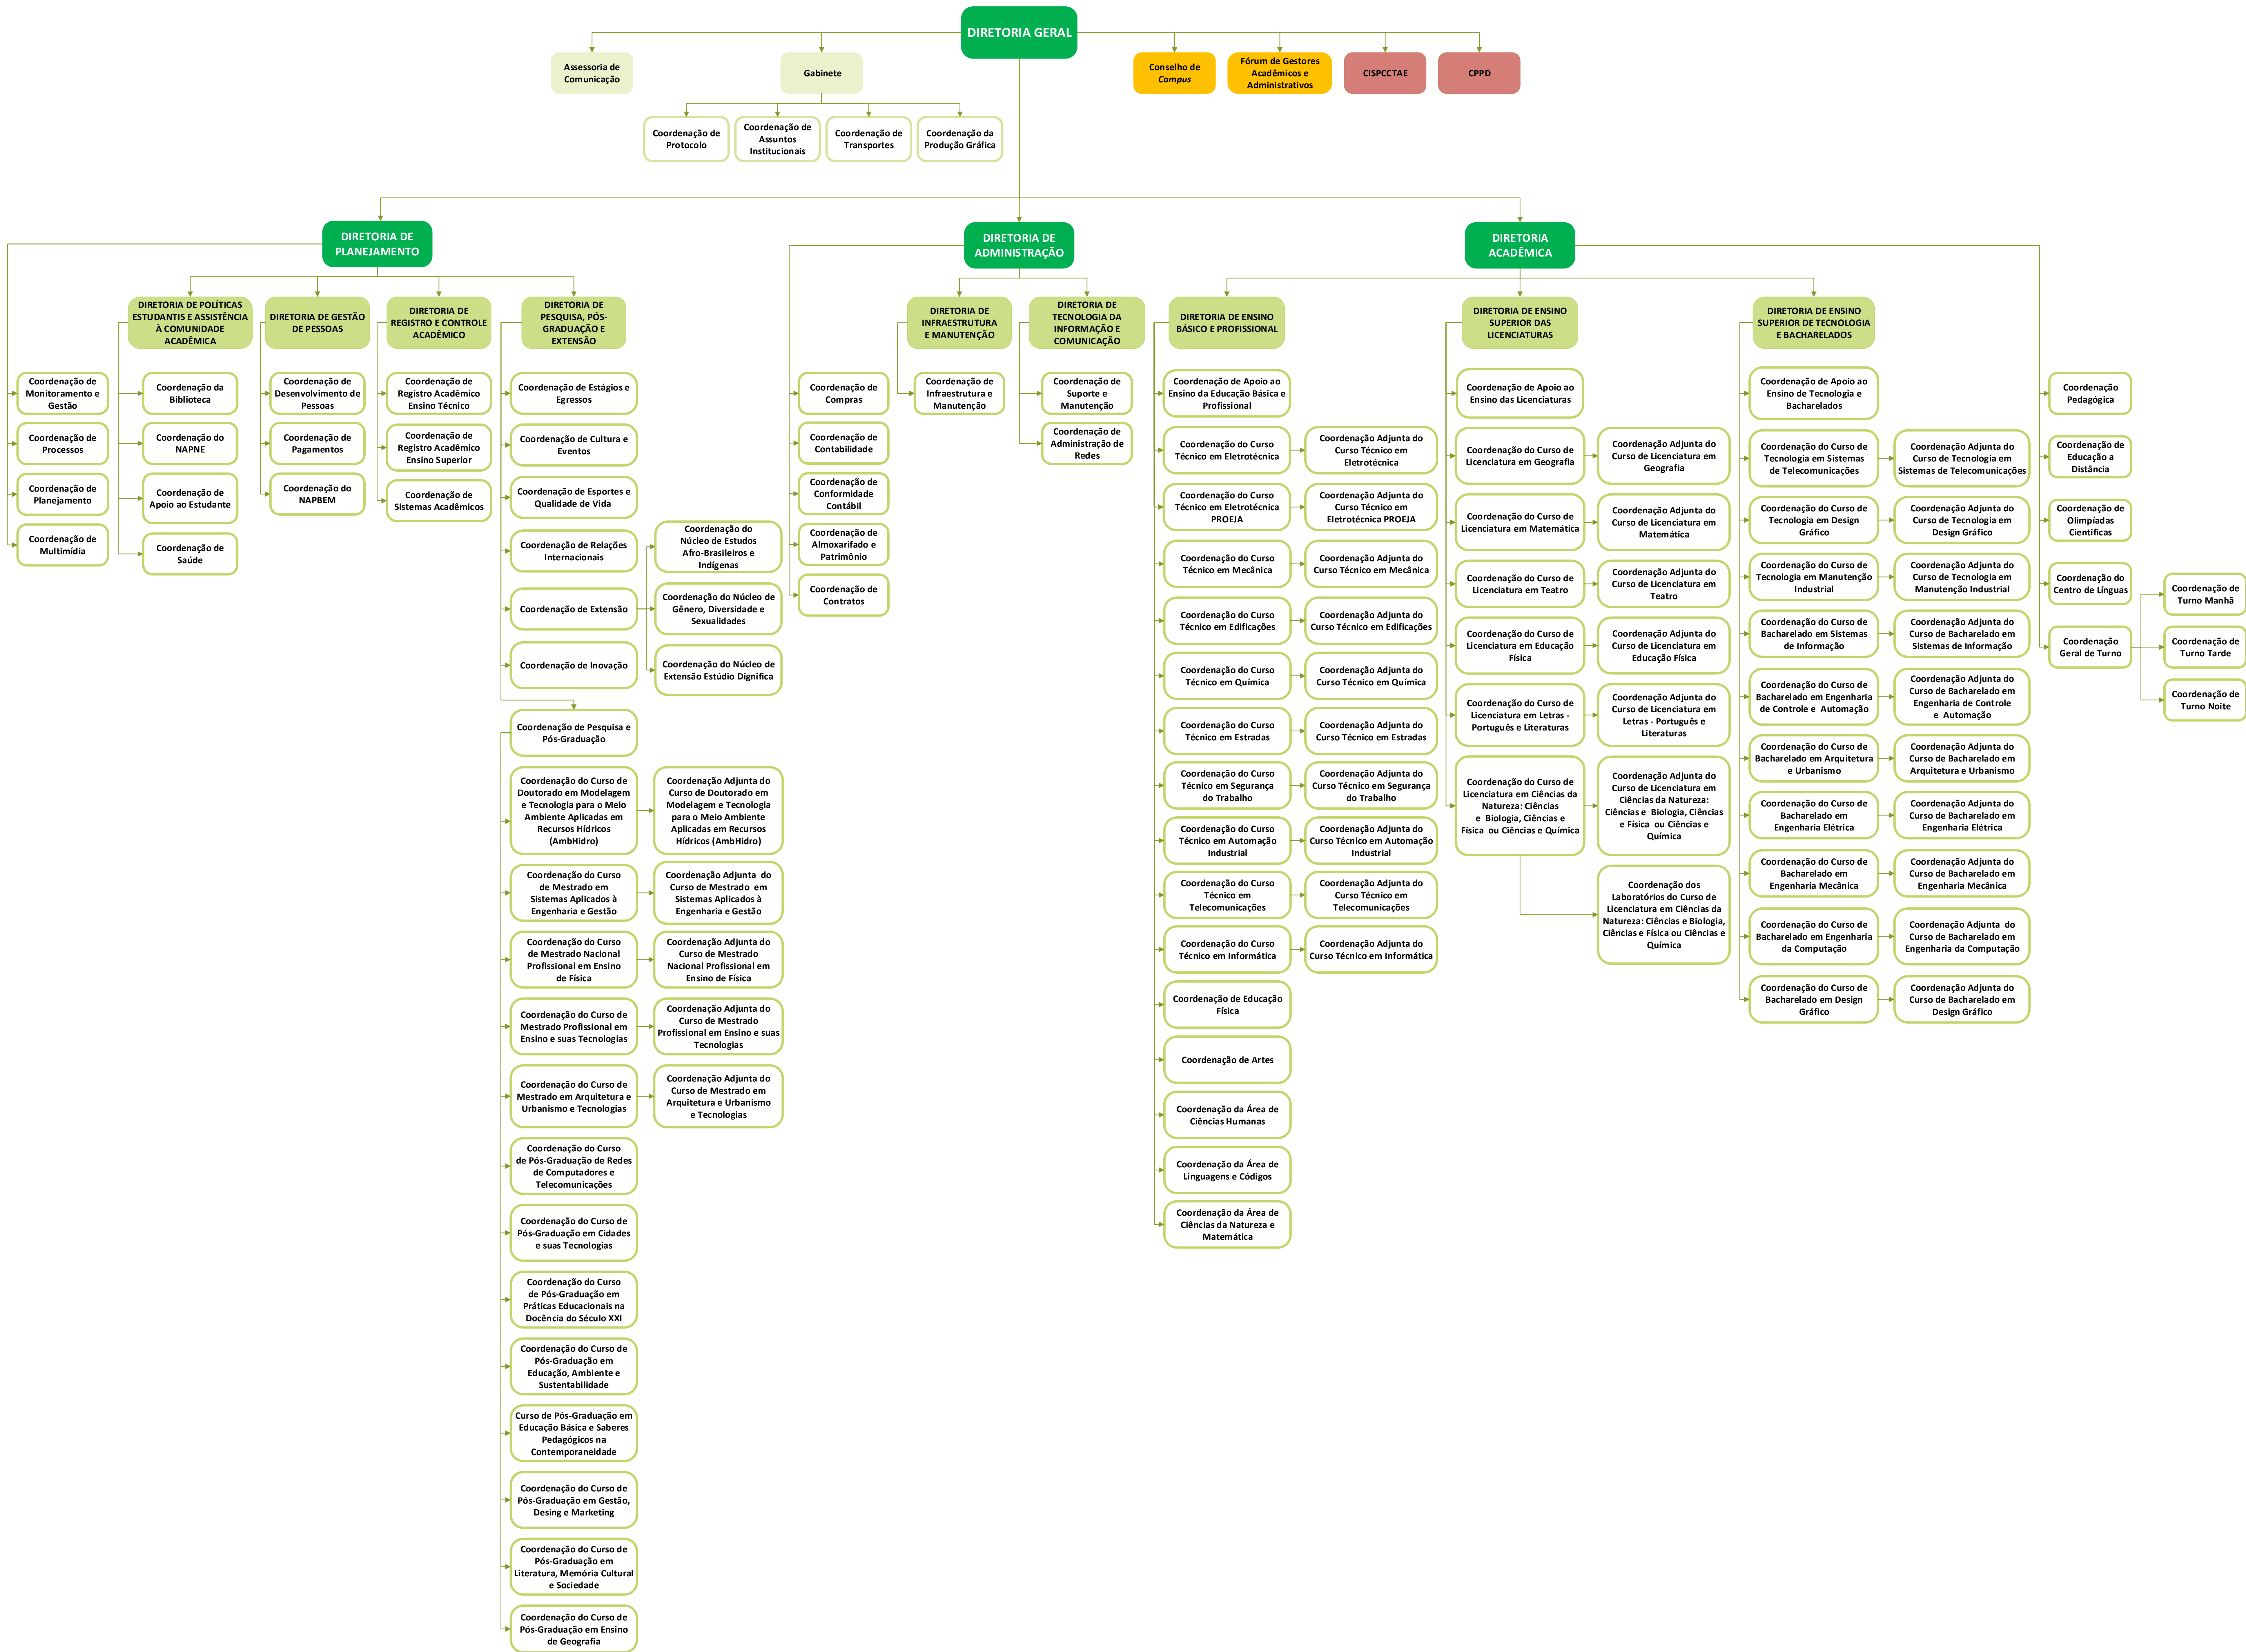 DIRETORIA GERAL
Assessoria de
Comunicação
Gabinete
Conselho de
Campus
Fórum de Gestores
Acadêmicos e
Administrativos
CISPCCTAE
CPPD
Coordenação de
Protocolo
Coordenação de
Assuntos
Institucionais
Coordenação de
Transportes
Coordenação da
Produção Gráfica
DIRETORIA DE
PLANEJAMENTO
DIRETORIA DE
ADMINISTRAÇÃO
DIRETORIA
ACADÊMICA
DIRETORIA DE POLÍTICAS
ESTUDANTIS E ASSISTÊNCIA
À COMUNIDADE
ACADÊMICA
DIRETORIA DE GESTÃO
DE PESSOAS
DIRETORIA DE
REGISTRO E CONTROLE
ACADÊMICO
DIRETORIA DE
PESQUISA, PÓS-
GRADUAÇÃO E
EXTENSÃO
DIRETORIA DE
INFRAESTRUTURA
E MANUTENÇÃO
DIRETORIA DE
TECNOLOGIA DA
INFORMAÇÃO E
COMUNICAÇÃO
DIRETORIA DE ENSINO
BÁSICO E PROFISSIONAL
DIRETORIA DE ENSINO
SUPERIOR DAS
LICENCIATURAS
DIRETORIA DE ENSINO
SUPERIOR DE TECNOLOGIA
E BACHARELADOS
Coordenação de
Monitoramento e
Gestão
Coordenação de
Processos
Coordenação de
Planejamento
Coordenação de
Multimídia
Coordenação da
Biblioteca
Coordenação do
NAPNE
Coordenação de
Apoio ao Estudante
Coordenação de
Saúde
Coordenação de
Desenvolvimento de
Pessoas
Coordenação de
Pagamentos
Coordenação do
NAPBEM
Coordenação de
Registro Acadêmico
Ensino Técnico
Coordenação de
Registro Acadêmico
Ensino Superior
Coordenação de
Sistemas Acadêmicos
Coordenação de Estágios e
Egressos
Coordenação de Cultura e
Eventos
Coordenação de Esportes e
Qualidade de Vida
Coordenação de Relações
Internacionais
Coordenação de Extensão
Coordenação de Inovação
Coordenação do
Núcleo de Estudos
Afro-Brasileiros e
Indígenas
Coordenação do Núcleo de
Gênero, Diversidade e
Sexualidades
Coordenação do Núcleo de
Extensão Estúdio Dignifica
Coordenação de Pesquisa e
Pós-Graduação
Coordenação do Curso de
Doutorado em Modelagem
e Tecnologia para o Meio
Ambiente Aplicadas em
Recursos Hídricos
(AmbHidro)
Coordenação Adjunta do
Curso de Doutorado em
Modelagem e Tecnologia
para o Meio Ambiente
Aplicadas em Recursos
Hídricos (AmbHidro)
Coordenação do Curso
de Mestrado em
Sistemas Aplicados à
Engenharia e Gestão
Coordenação Adjunta  do
Curso de Mestrado  em
Sistemas Aplicados à
Engenharia e Gestão
Coordenação do Curso
de Mestrado Nacional
Profissional em Ensino
de Física
Coordenação Adjunta do
Curso de Mestrado
Nacional Profissional em
Ensino de Física
Coordenação do Curso de
Mestrado Profissional em
Ensino e suas Tecnologias
Coordenação Adjunta do
Curso de Mestrado
Profissional em Ensino e suas
Tecnologias
Coordenação do Curso de
Mestrado em Arquitetura e
Urbanismo e Tecnologias
Coordenação Adjunta do
Curso de Mestrado em
Arquitetura e Urbanismo
e Tecnologias
Coordenação do Curso
de Pós-Graduação de Redes
de Computadores e
Telecomunicações
Coordenação do Curso de
Pós-Graduação em Cidades
e suas Tecnologias
Coordenação do Curso
de Pós-Graduação em
Práticas Educacionais na
Docência do Século XXI
Coordenação do Curso de
Pós-Graduação em
Educação, Ambiente e
Sustentabilidade
Curso de Pós-Graduação em
Educação Básica e Saberes
Pedagógicos na
Contemporaneidade
Coordenação do Curso de
Pós-Graduação em Gestão,
Desing e Marketing
Coordenação do Curso de
Pós-Graduação em
Literatura, Memória Cultural
e Sociedade
Coordenação do Curso de
Pós-Graduação em Ensino
de Geografia
Coordenação de
Compras
Coordenação de
Contabilidade
Coordenação de
Conformidade
Contábil
Coordenação de
Almoxarifado e
Patrimônio
Coordenação de
Contratos
Coordenação de
Infraestrutura e
Manutenção
Coordenação de
Suporte e
Manutenção
Coordenação de
Administração de
Redes
Coordenação de Apoio ao
Ensino da Educação Básica e
Profissional
Coordenação do Curso
Técnico em Eletrotécnica
Coordenação Adjunta do
Curso Técnico em
Eletrotécnica
Coordenação do Curso
Técnico em Eletrotécnica
PROEJA
Coordenação Adjunta do
Curso Técnico em
Eletrotécnica PROEJA
Coordenação do Curso
Técnico em Mecânica
Coordenação Adjunta do
Curso Técnico em Mecânica
Coordenação do Curso
Técnico em Edificações
Coordenação Adjunta do
Curso Técnico em Edificações
Coordenação do Curso
Técnico em Química
Coordenação Adjunta do
Curso Técnico em Química
Coordenação do Curso
Técnico em Estradas
Coordenação Adjunta do
Curso Técnico em Estradas
Coordenação do Curso
Técnico em Segurança
do Trabalho
Coordenação Adjunta do
Curso Técnico em Segurança
do Trabalho
Coordenação do Curso
Técnico em Automação
Industrial
Coordenação Adjunta do
Curso Técnico em Automação
Industrial
Coordenação do Curso
Técnico em
Telecomunicações
Coordenação Adjunta do
Curso Técnico em
Telecomunicações
Coordenação do Curso
Técnico em Informática
Coordenação Adjunta do
Curso Técnico em Informática
Coordenação de Educação
Física
Coordenação de Artes
Coordenação da Área de
Ciências Humanas
Coordenação da Área de
Linguagens e Códigos
Coordenação da Área de
Ciências da Natureza e
Matemática
Coordenação de Apoio ao
Ensino das Licenciaturas
Coordenação do Curso de
Licenciatura em Geografia
Coordenação Adjunta do
Curso de Licenciatura em
Geografia
Coordenação do Curso de
Licenciatura em Matemática
Coordenação Adjunta do
Curso de Licenciatura em
Matemática
Coordenação do Curso de
Licenciatura em Teatro
Coordenação Adjunta do
Curso de Licenciatura em
Teatro
Coordenação do Curso de
Licenciatura em Educação
Física
Coordenação Adjunta do
Curso de Licenciatura em
Educação Física
Coordenação do Curso de
Licenciatura em Letras -
Português e Literaturas
Coordenação Adjunta do
Curso de Licenciatura em
Letras - Português e
Literaturas
Coordenação do Curso de
Licenciatura em Ciências da
Natureza: Ciências
e  Biologia, Ciências e
Física  ou Ciências e Química
Coordenação Adjunta do
Curso de Licenciatura em
Ciências da Natureza:
Ciências e  Biologia, Ciências
e Física  ou Ciências e
Química
Coordenação dos
Laboratórios do Curso de
Licenciatura em Ciências da
Natureza: Ciências e Biologia,
Ciências e Física ou Ciências e
Química
Coordenação de Apoio ao
Ensino de Tecnologia e
Bacharelados
Coordenação do Curso de
Tecnologia em Sistemas
de Telecomunicações
Coordenação Adjunta do
Curso de Tecnologia em
Sistemas de Telecomunicações
Coordenação do Curso de
Tecnologia em Design
Gráfico
Coordenação Adjunta do
Curso de Tecnologia em
Design Gráfico
Coordenação do Curso de
Tecnologia em Manutenção
Industrial
Coordenação Adjunta do
Curso de Tecnologia em
Manutenção Industrial
Coordenação do Curso de
Bacharelado em Sistemas
de Informação
Coordenação Adjunta do
Curso de Bacharelado em
Sistemas de Informação
Coordenação do Curso de
Bacharelado em Engenharia
de Controle e  Automação
Coordenação Adjunta do
Curso de Bacharelado em
Engenharia de Controle
e  Automação
Coordenação do Curso de
Bacharelado em Arquitetura
e Urbanismo
Coordenação Adjunta do
Curso de Bacharelado em
Arquitetura e Urbanismo
Coordenação do Curso de
Bacharelado em
Engenharia Elétrica
Coordenação Adjunta do
Curso de Bacharelado em
Engenharia Elétrica
Coordenação do Curso de
Bacharelado em
Engenharia Mecânica
Coordenação Adjunta do
Curso de Bacharelado em
Engenharia Mecânica
Coordenação do Curso de
Bacharelado em Engenharia
da Computação
Coordenação Adjunta  do
Curso de Bacharelado em
Engenharia da Computação
Coordenação do Curso de
Bacharelado em Design
Gráfico
Coordenação Adjunta do
Curso de Bacharelado em
Design Gráfico
Coordenação
Pedagógica
Coordenação de
Educação a
Distância
Coordenação de
Olimpíadas
Cientificas
Coordenação do
Centro de Línguas
Coordenação
Geral de Turno
Coordenação de
Turno Manhã
Coordenação de
Turno Tarde
Coordenação de
Turno Noite